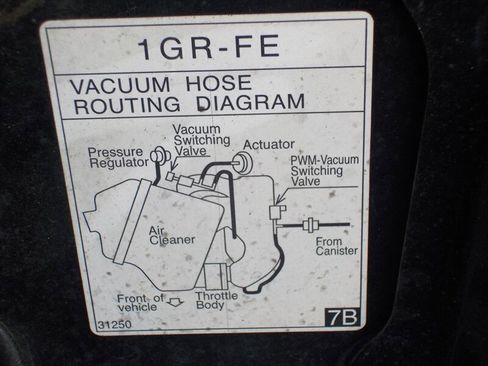 1GR-FE
VACUUM HOSE
ROUTING DIAGRAM
Vacuum
Switching
Valve
Actuator
Pressure
Regulator
PWM-Vacuum
Switching
Valve
Air
Cleaner
From
Canister
Front of
vehicle
Throttle
Body
31250
7B